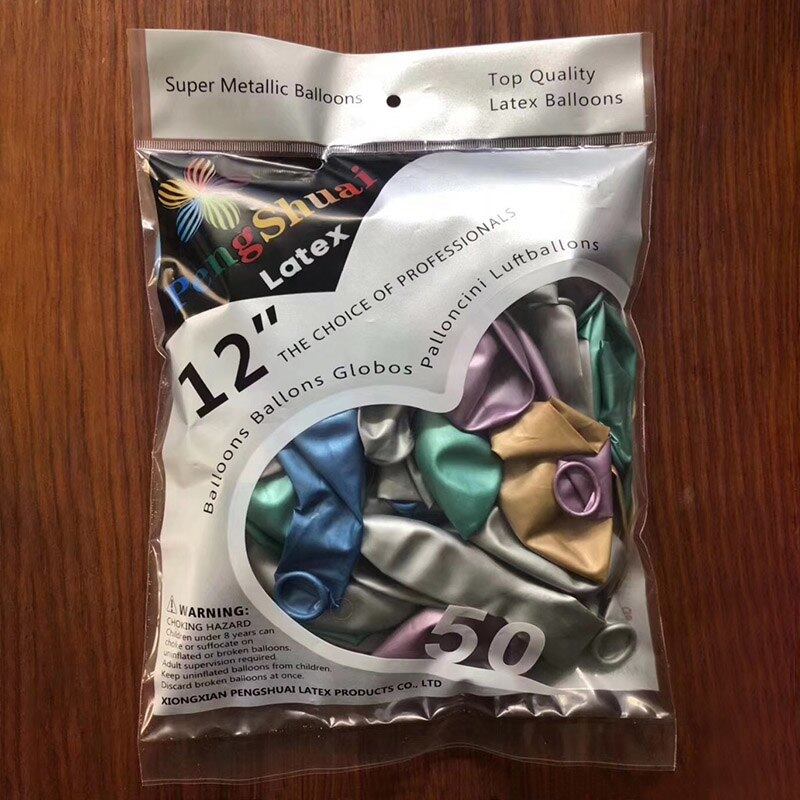 Super Metallic Balloons
Top Quality
Latex Balloons
PengShuai
Latex
12"
THE CHOICE OF PROFESSIONALS
Balloons Ballons Globos Palloncini Luftballons
50
WARNING:
CHOKING HAZARD
Children under 8 years can
choke or suffocate on
uninflated or broken balloons.
Adult supervision required.
Keep uninflated balloons from children.
Discard broken balloons at once.
XIONGXIAN PENGSHUAI LATEX PRODUCTS CO., LTD